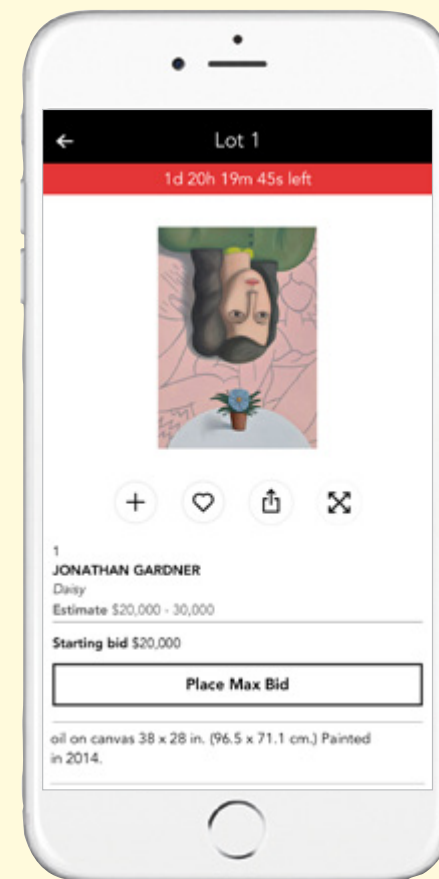 Lot 1
1d 20h 19m 45s left
1
JONATHAN GARDNER
Daisy
Estimate $20,000 - 30,000
Starting bid $20,000
Place Max Bid
oil on canvas 38 x 28 in. (96.5 x 71.1 cm.) Painted
in 2014.